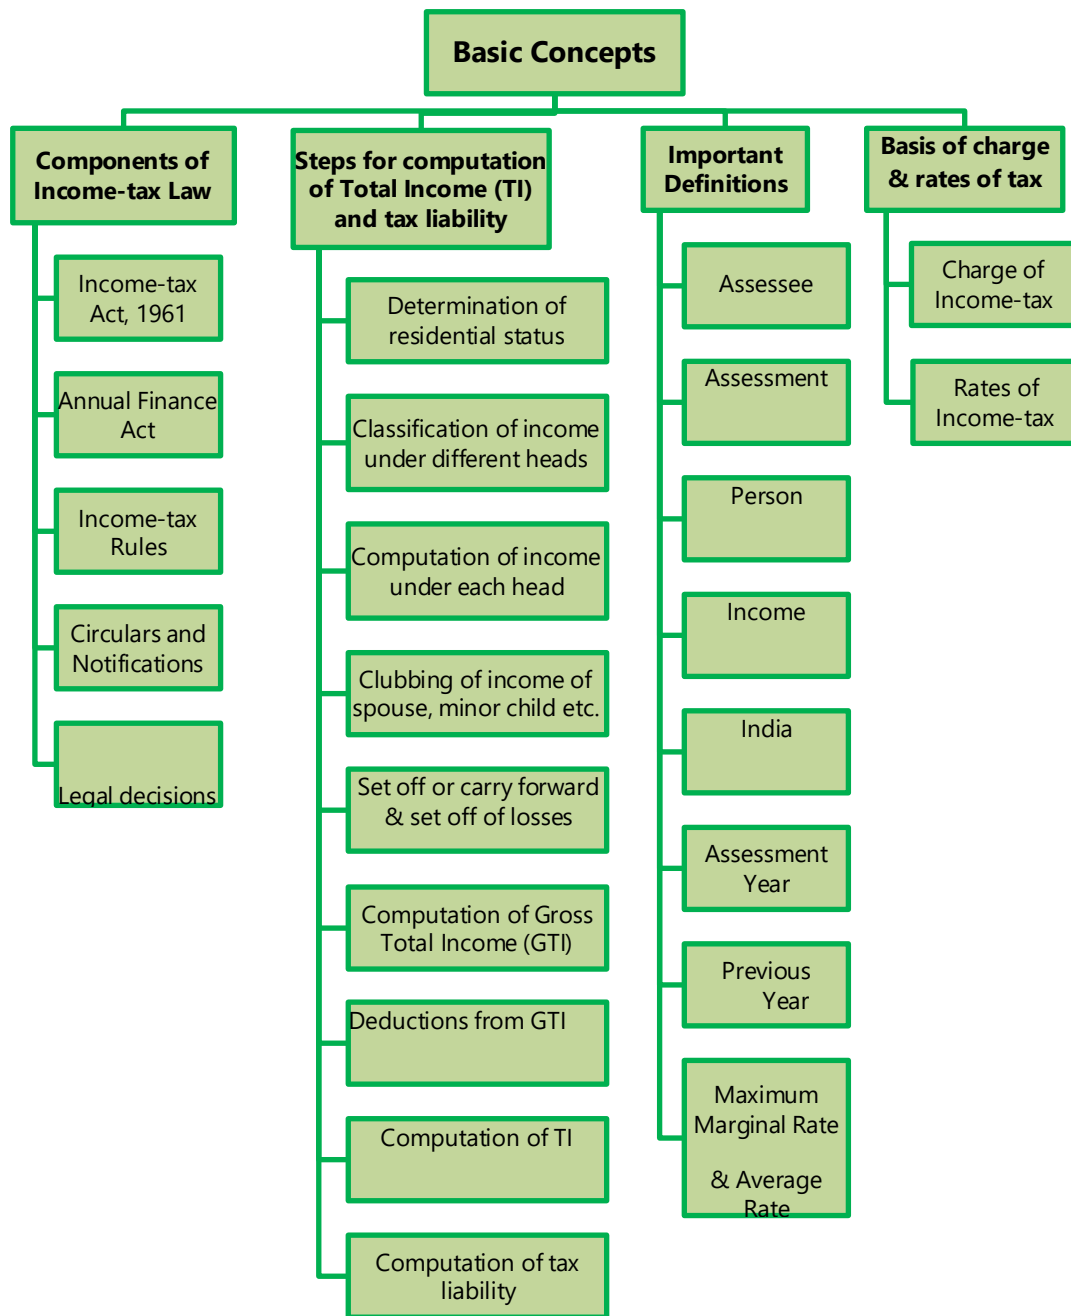 Basic Concepts
Components of
Income-tax Law
Income-tax
Act, 1961
Annual Finance
Act
Income-tax
Rules
Circulars and
Notifications
Legal decisions
Steps for computation
of Total Income (TI)
and tax liability
Determination of
residential status
Classification of income
under different heads
Computation of income
under each head
Clubbing of income of
spouse, minor child etc.
Set off or carry forward
& set off of losses
Computation of Gross
Total Income (GTI)
Deductions from GTI
Computation of TI
Computation of tax
liability
Important
Definitions
Assessee
Assessment
Person
Income
India
Assessment
Year
Previous
Year
Maximum
Marginal Rate
& Average
Rate
Basis of charge
& rates of tax
Charge of
Income-tax
Rates of
Income-tax